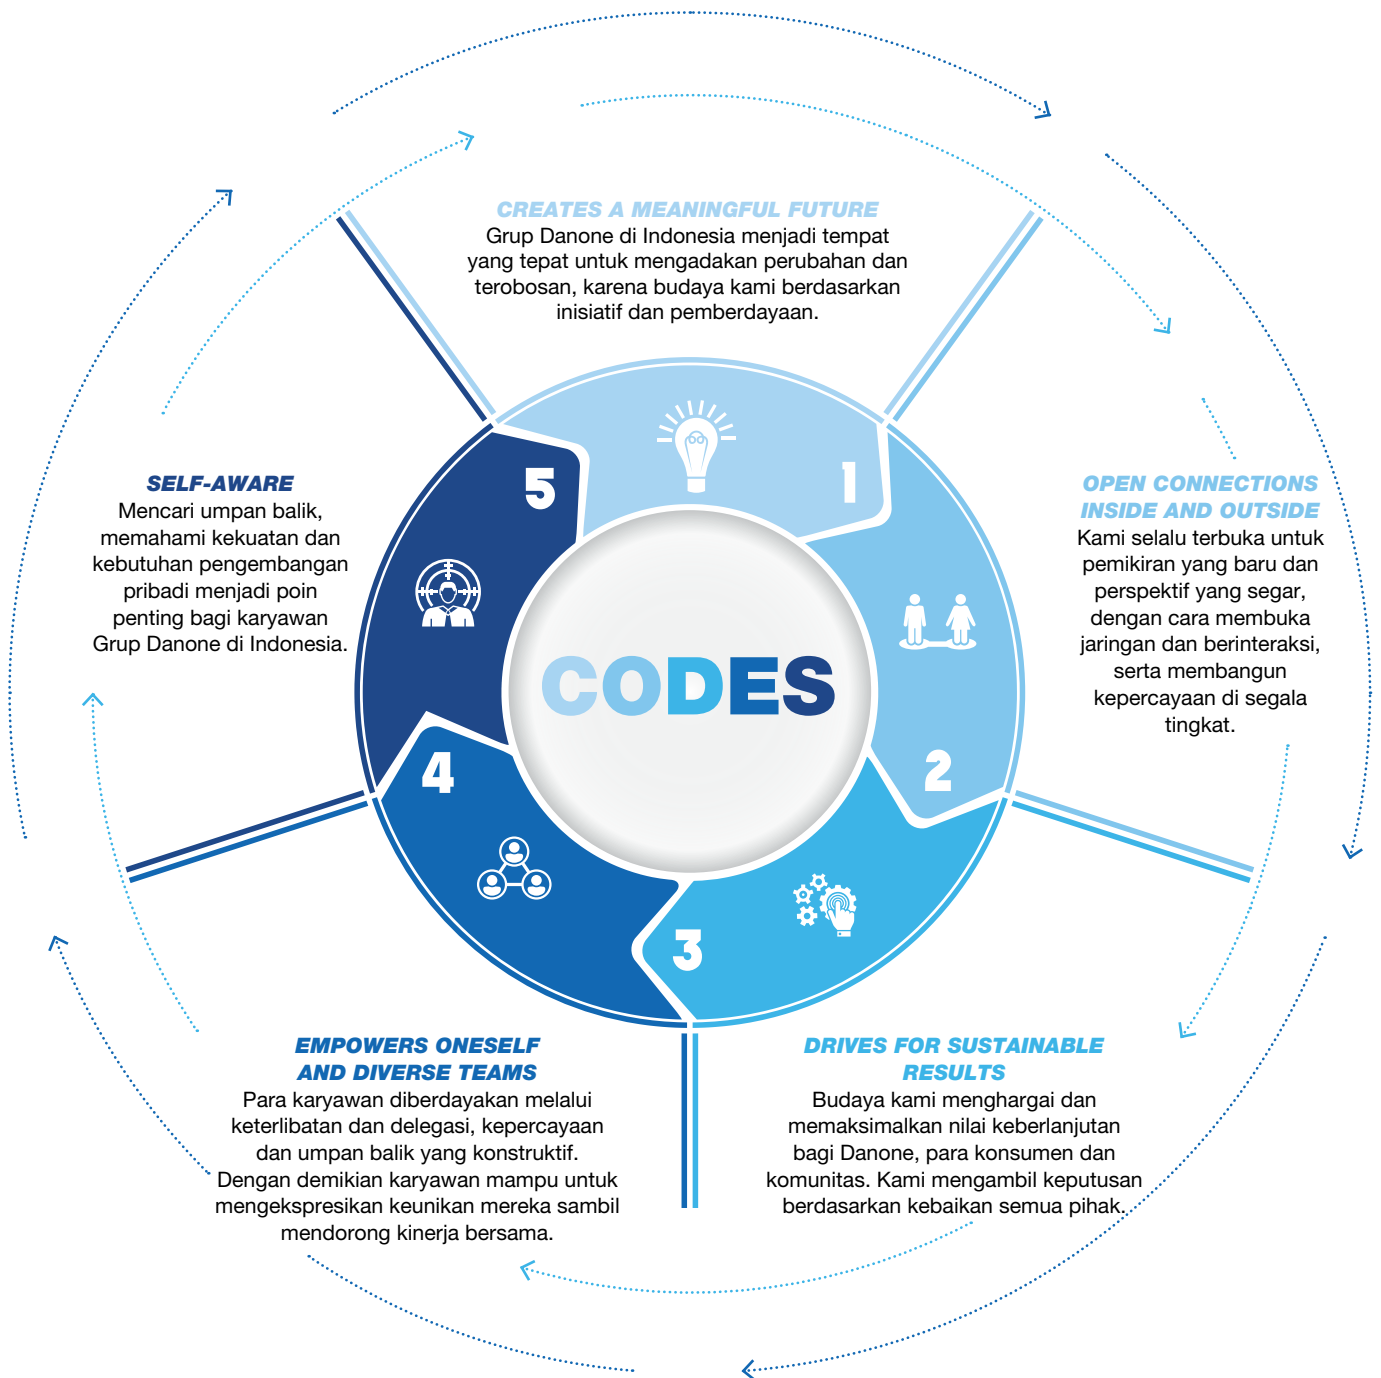 CREATES A MEANINGFUL FUTURE
Grup Danone di Indonesia menjadi tempat
yang tepat untuk mengadakan perubahan dan
terobosan, karena budaya kami berdasarkan
inisiatif dan pemberdayaan.
1
OPEN CONNECTIONS
INSIDE AND OUTSIDE
Kami selalu terbuka untuk
pemikiran yang baru dan
perspektif yang segar,
dengan cara membuka
jaringan dan berinteraksi,
serta membangun
kepercayaan di segala
tingkat.
2
DRIVES FOR SUSTAINABLE
RESULTS
Budaya kami menghargai dan
memaksimalkan nilai keberlanjutan
bagi Danone, para konsumen dan
komunitas. Kami mengambil keputusan
berdasarkan kebaikan semua pihak.
3
EMPOWERS ONESELF
AND DIVERSE TEAMS
Para karyawan diberdayakan melalui
keterlibatan dan delegasi, kepercayaan
dan umpan balik yang konstruktif.
Dengan demikian karyawan mampu untuk
mengekspresikan keunikan mereka sambil
mendorong kinerja bersama.
4
SELF-AWARE
Mencari umpan balik,
memahami kekuatan dan
kebutuhan pengembangan
pribadi menjadi poin
penting bagi karyawan
Grup Danone di Indonesia.
5
CODES